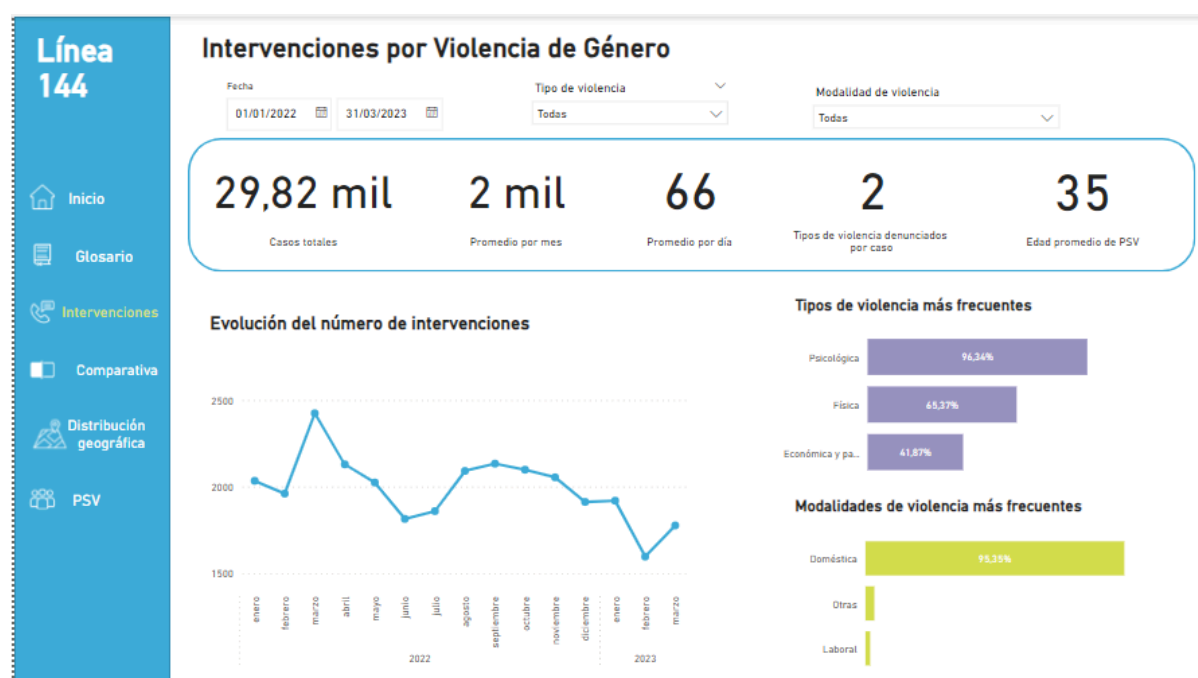 Línea
144
Inicio
Glosario
Intervenciones
Comparativa
Distribución
geográfica
PSV
Intervenciones por Violencia de Género
Fecha
01/01/2022
31/03/2023
Tipo de violencia
Todas
Modalidad de violencia
Todas
29,82 mil
Casos totales
2 mil
Promedio por mes
66
Promedio por día
2
Tipos de violencia denunciados
por caso
35
Edad promedio de PSV
Evolución del número de intervenciones
2500
2000
1500
enero
febrero
marzo
abril
mayo
junio
julio
agosto
septiembre
octubre
noviembre
diciembre
enero
febrero
marzo
2022
2023
Tipos de violencia más frecuentes
Psicológica
96,34%
Física
65,37%
Económica y pa...
41,87%
Modalidades de violencia más frecuentes
Doméstica
95,35%
Otras
Laboral